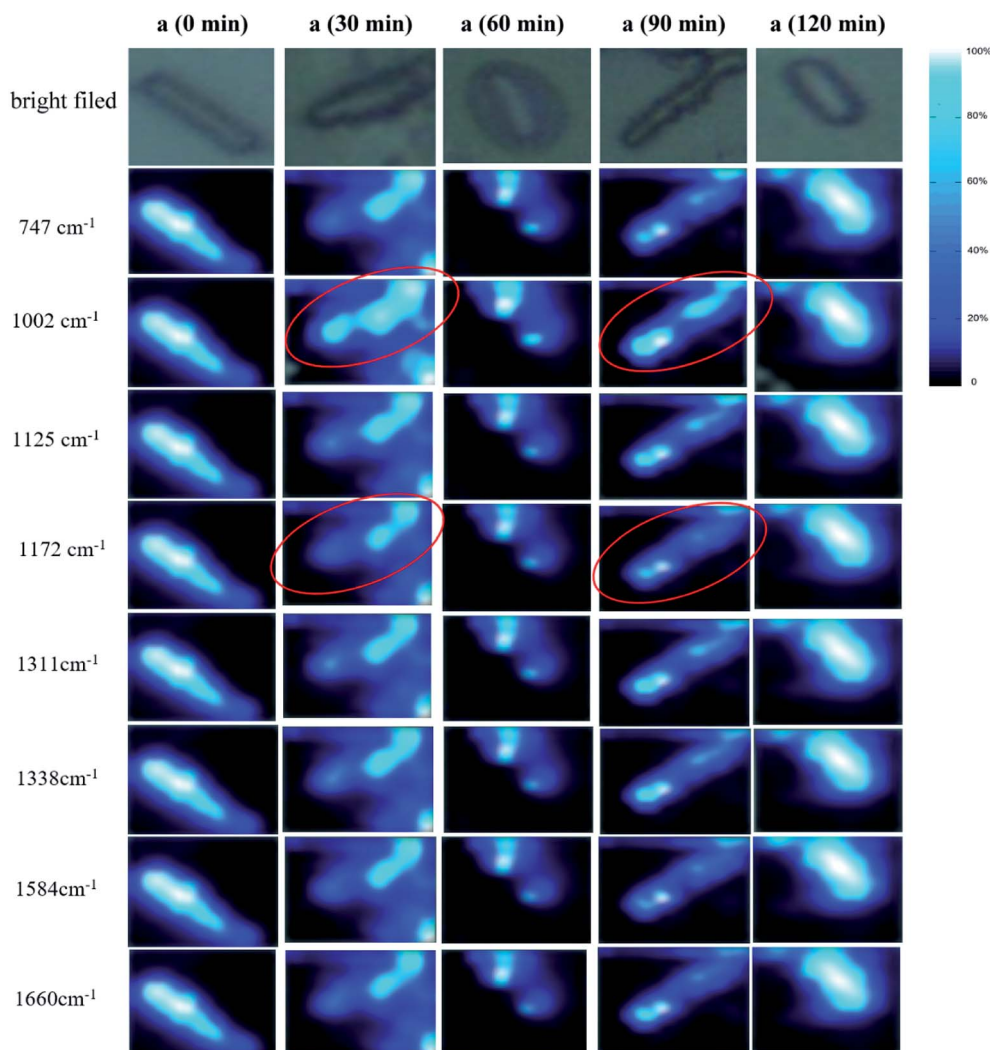 a (0 min) a (30 min) a (60 min) a (90 min) a (120 min)
bright filed
100%
80%
60%
40%
20%
0
747 cm-1
1002 cm-1
1125 cm-1
1172 cm-1
1311cm-1
1338cm-1
1584cm-1
1660cm-1